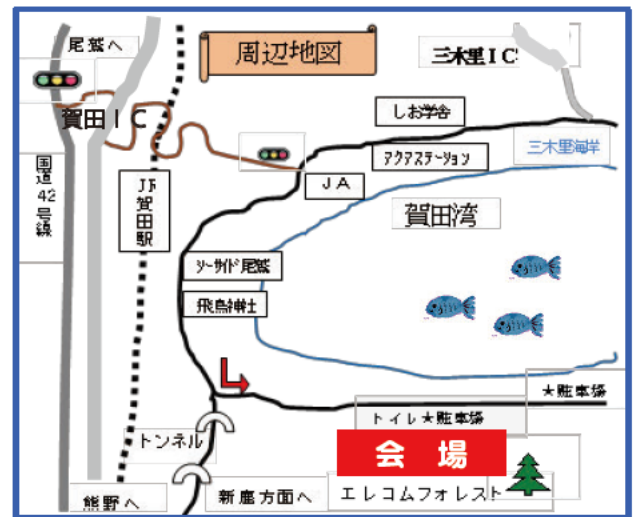 尾鷲へ
周辺地図
三木里IC
賀田IC
しお学舎
アクアステーション
三木里海岸
国道42号線
JR賀田駅
JA
賀田湾
シーサイド尾鷲
飛鳥神社
★駐車場
トイレ★駐車場
トンネル
会場
熊野へ
新鹿方面へ
エレコムフォレスト